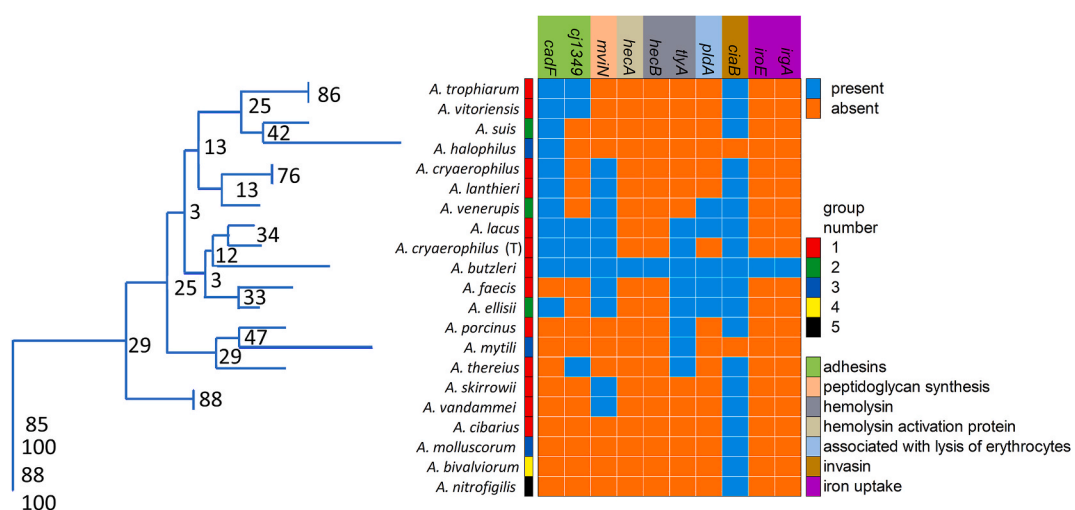 cadF
cj1349
mviN
hecA
hecB
tlyA
pldA
ciaB
iroE
irgA
A. trophiarum
A. vitoriensis
A. suis
A. halophilus
A. cryaerophilus
A. lanthieri
A. venerupis
A. lacus
A. cryaerophilus (T)
A. butzleri
A. faecis
A. ellisii
A. porcinus
A. mytili
A. thereius
A. skirrowii
A. vandammei
A. cibarius
A. molluscorum
A. bivalviorum
A. nitrofigilis
86
25
42
13
76
13
3
34
12
3
25
33
47
29
29
88
85
100
88
100
present
absent
group
number
1
2
3
4
5
adhesins
peptidoglycan synthesis
hemolysin
hemolysin activation protein
associated with lysis of erythrocytes
invasin
iron uptake